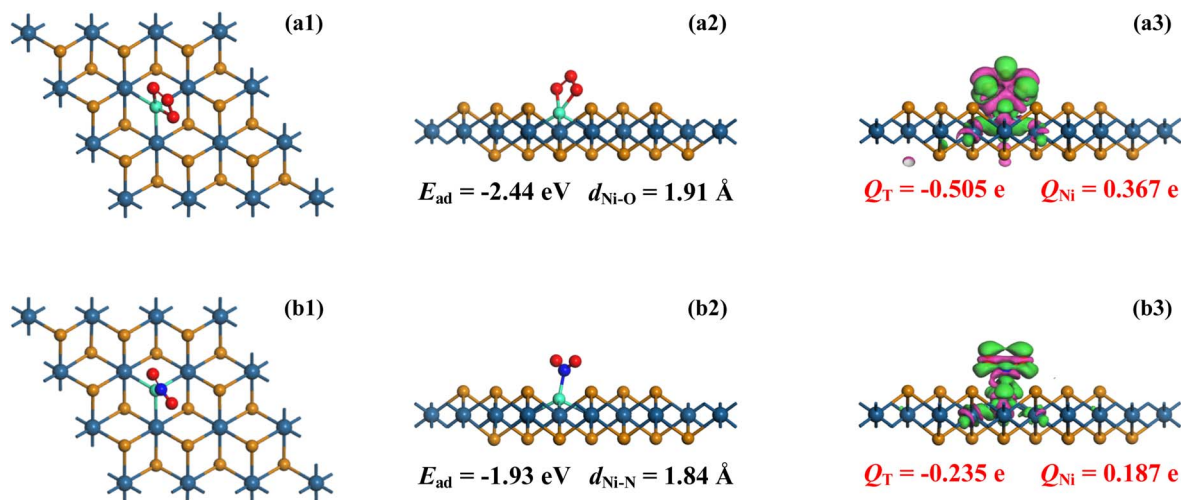 (a1)
(a2)
(a3)
E_ad = -2.44 eV d_Ni-O = 1.91 Å
Q_T = -0.505 e Q_Ni = 0.367 e
(b1)
(b2)
(b3)
E_ad = -1.93 eV d_Ni-N = 1.84 Å
Q_T = -0.235 e Q_Ni = 0.187 e